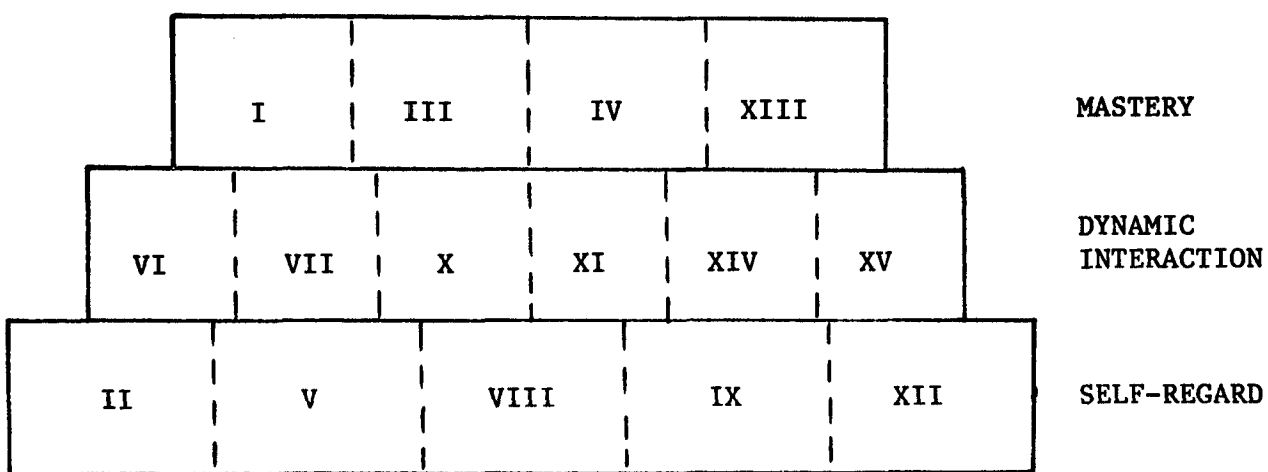 I III IV XIII MASTERY
DYNAMIC
VI VII X XI XIV XV INTERACTION
II V VIII IX XII SELF-REGARD